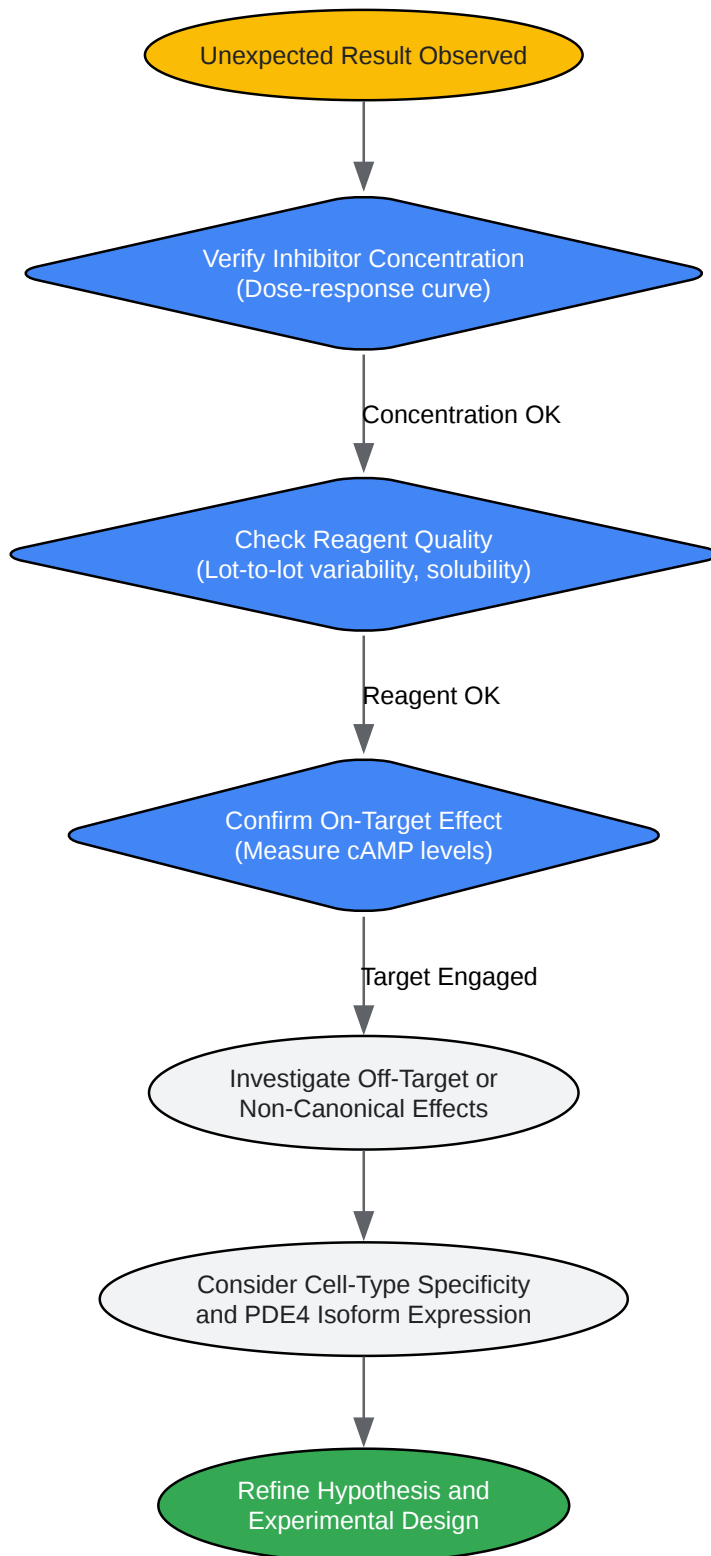 Unexpected Result Observed
Verify Inhibitor Concentration
(Dose-response curve)
Concentration OK
Check Reagent Quality
(Lot-to-lot variability, solubility)
Reagent OK
Confirm On-Target Effect
(Measure cAMP levels)
Target Engaged
Investigate Off-Target or
Non-Canonical Effects
Consider Cell-Type Specificity
and PDE4 Isoform Expression
Refine Hypothesis and
Experimental Design